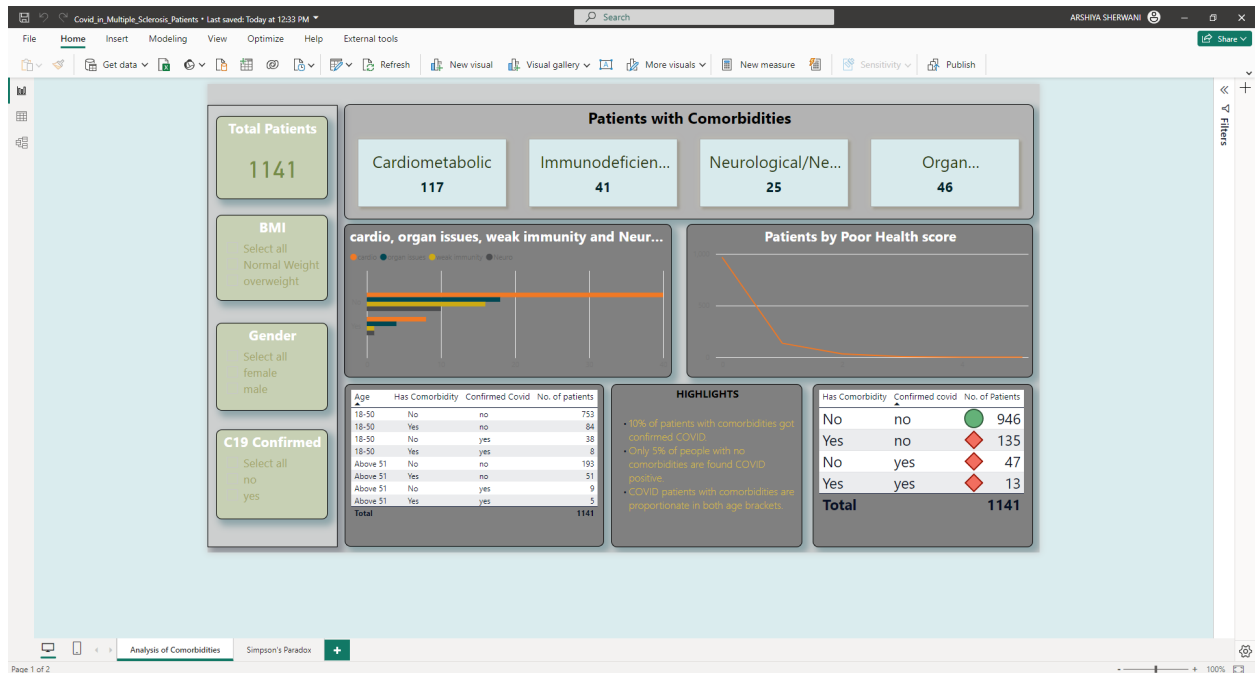 Covid_in_Multiple_Sclerosis_Patients • Last saved: Today at 12:33 PM
Search
ARSHIYA SHERWANI
File Home Insert Modeling View Optimize Help External tools
Share
Get data Refresh New visual Visual gallery More visuals New measure Sensitivity Publish
Filters
Total Patients
1141
BMI
Select all
Normal Weight
overweight
Gender
Select all
female
male
C19 Confirmed
Select all
no
yes
Patients with Comorbidities
Cardiometabolic
117
Immunodeficien...
41
Neurological/Ne...
25
Organ...
46
cardio, organ issues, weak immunity and Neur...
cardio organ issues weak immunity Neuro
Patients by Poor Health score
Age Has Comorbidity Confirmed Covid No. of patients
18-50 No no 753
18-50 Yes no 84
18-50 No yes 38
18-50 Yes yes 8
Above 51 No no 193
Above 51 Yes no 51
Above 51 No yes 9
Above 51 Yes yes 5
Total 1141
HIGHLIGHTS
• 10% of patients with comorbidities got
confirmed COVID.
• Only 5% of people with no
comorbidities are found COVID
positive.
• COVID patients with comorbidities are
proportionate in both age brackets.
Has Comorbidity Confirmed covid No. of Patients
No no 946
Yes no 135
No yes 47
Yes yes 13
Total 1141
Analysis of Comorbidities Simpson's Paradox
Page 1 of 2
100%